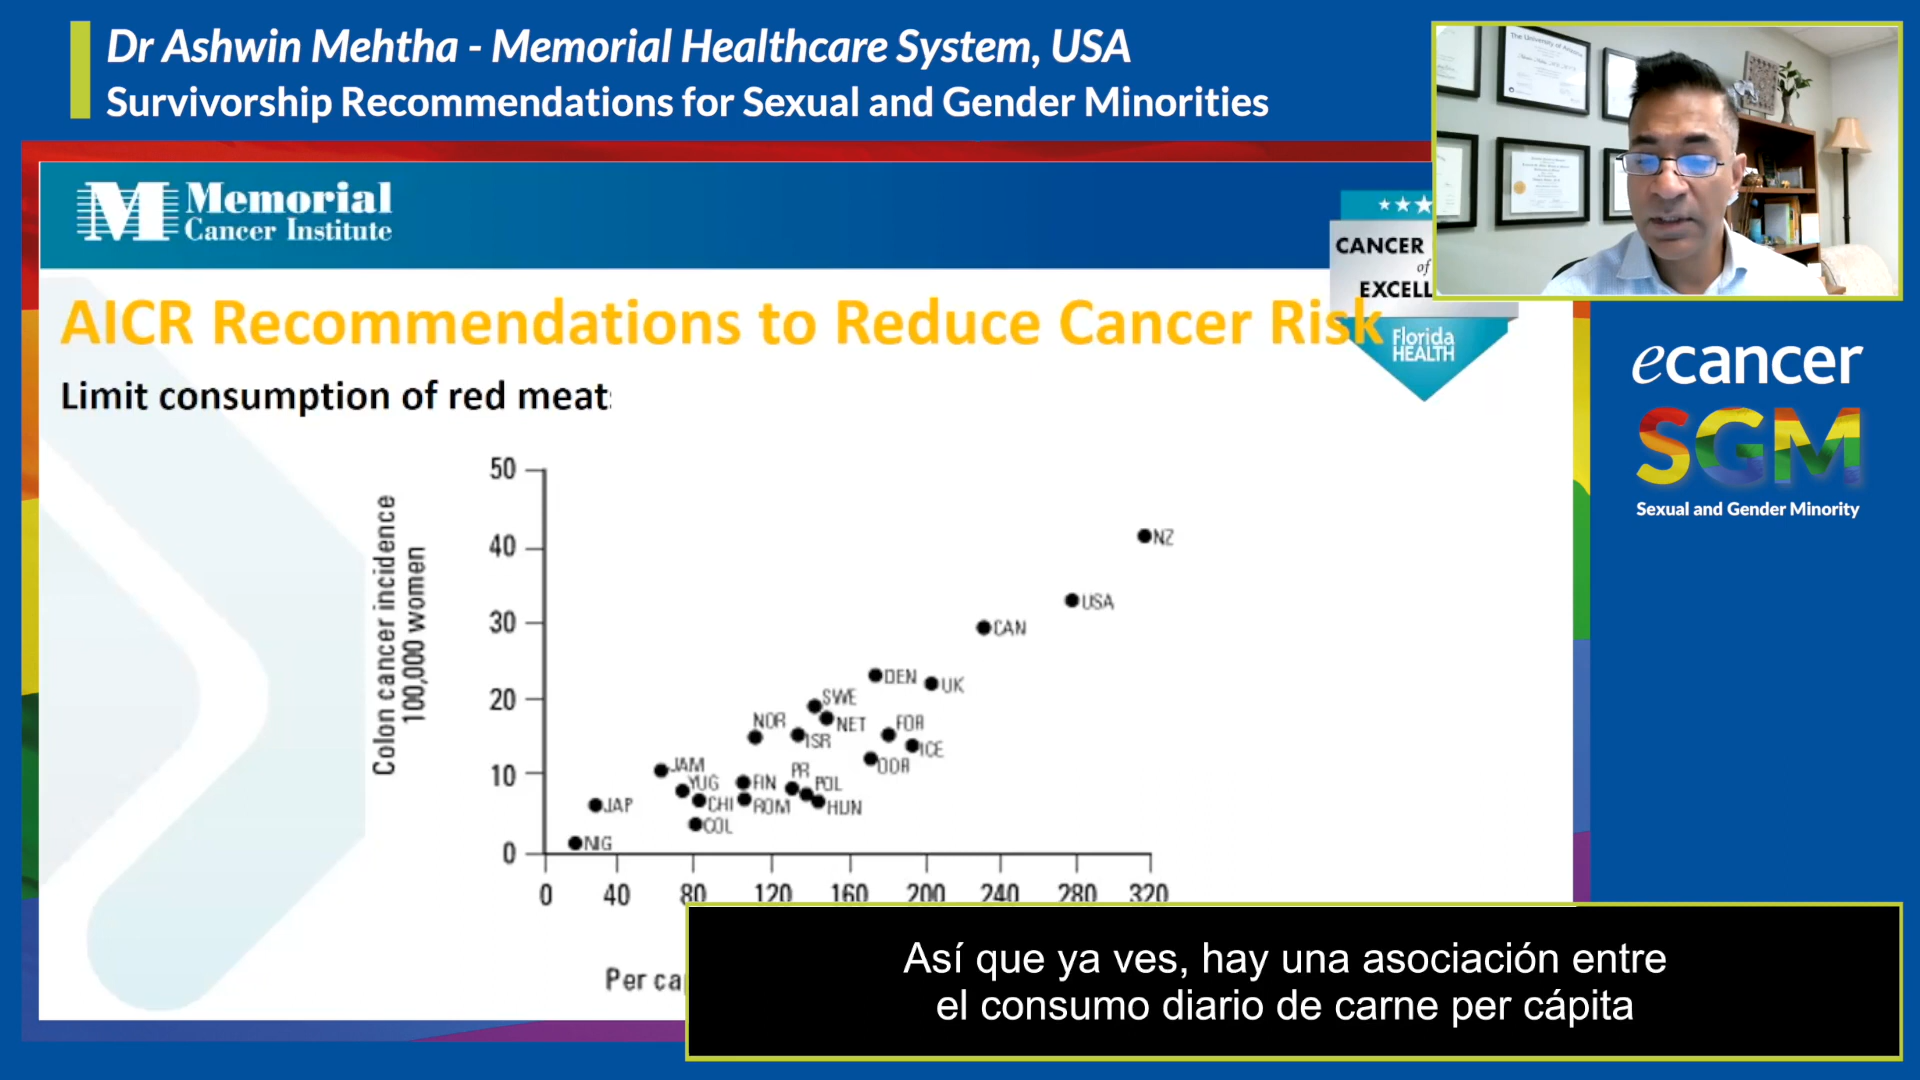 Dr Ashwin Mehtha - Memorial Healthcare System, USA
Survivorship Recommendations for Sexual and Gender Minorities
Memorial
Cancer Institute
CANCER
of
EXCELL
Florida
HEALTH
AICR Recommendations to Reduce Cancer Risk
Limit consumption of red meat:
Colon cancer incidence
100,000 women
50
40
30
20
10
0
NZ
USA
CAN
DEN
UK
SWE
NET
NOR
ISR
FOR
ICE
DDR
JAM
YUG
FIN
PR
POL
CHI
ROM
HUN
JAP
COL
NIG
0 40 80 120 160 200 240 280 320
Per ca
ecancer
SGM
Sexual and Gender Minority
Así que ya ves, hay una asociación entre
el consumo diario de carne per cápita